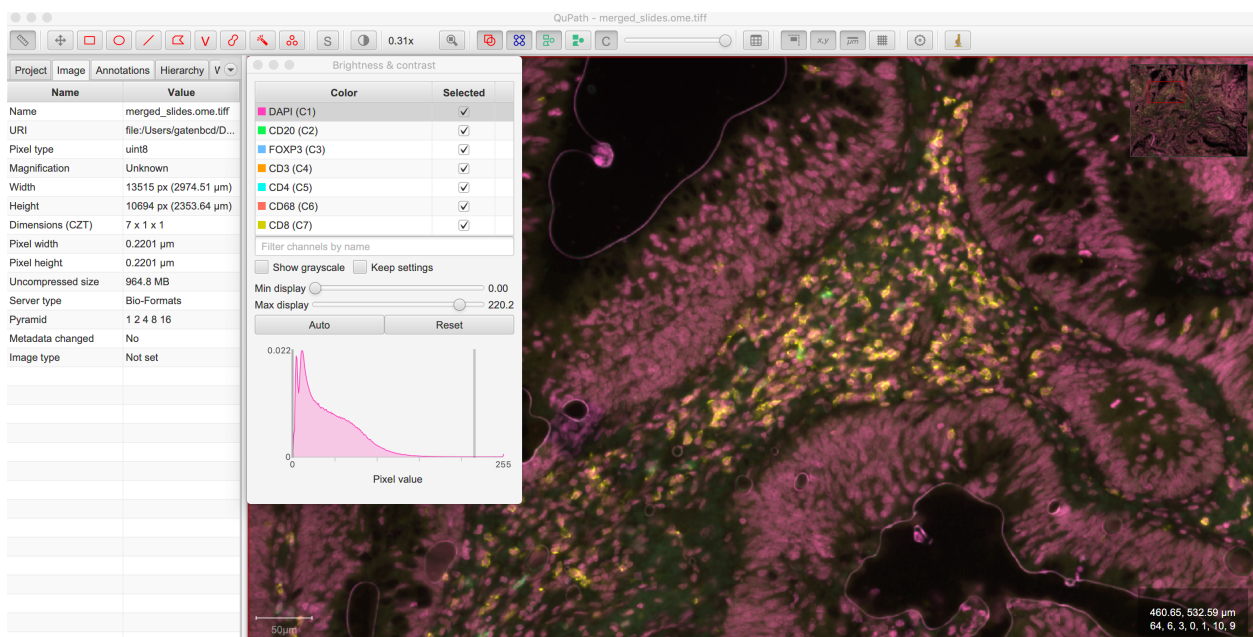 QuPath - merged_slides.ome.tiff
S 0.31x C x,y µm
Project Image Annotations Hierarchy W
Name Value
Name merged_slides.ome.tiff
URI file:/Users/gatenbcd/D...
Pixel type uint8
Magnification Unknown
Width 13515 px (2974.51 µm)
Height 10694 px (2353.64 µm)
Dimensions (CZT) 7 x 1 x 1
Pixel width 0.2201 µm
Pixel height 0.2201 µm
Uncompressed size 964.8 MB
Server type Bio-Formats
Pyramid 1 2 4 8 16
Metadata changed No
Image type Not set
Brightness & contrast
Color Selected
DAPI (C1)
CD20 (C2)
FOXP3 (C3)
CD3 (C4)
CD4 (C5)
CD68 (C6)
CD8 (C7)
Filter channels by name
Show grayscale Keep settings
Min display 0.00
Max display 220.2
Auto Reset
0.022
0
0 255
Pixel value
50µm
460.65, 532.59 µm
64, 6, 3, 0, 1, 10, 9